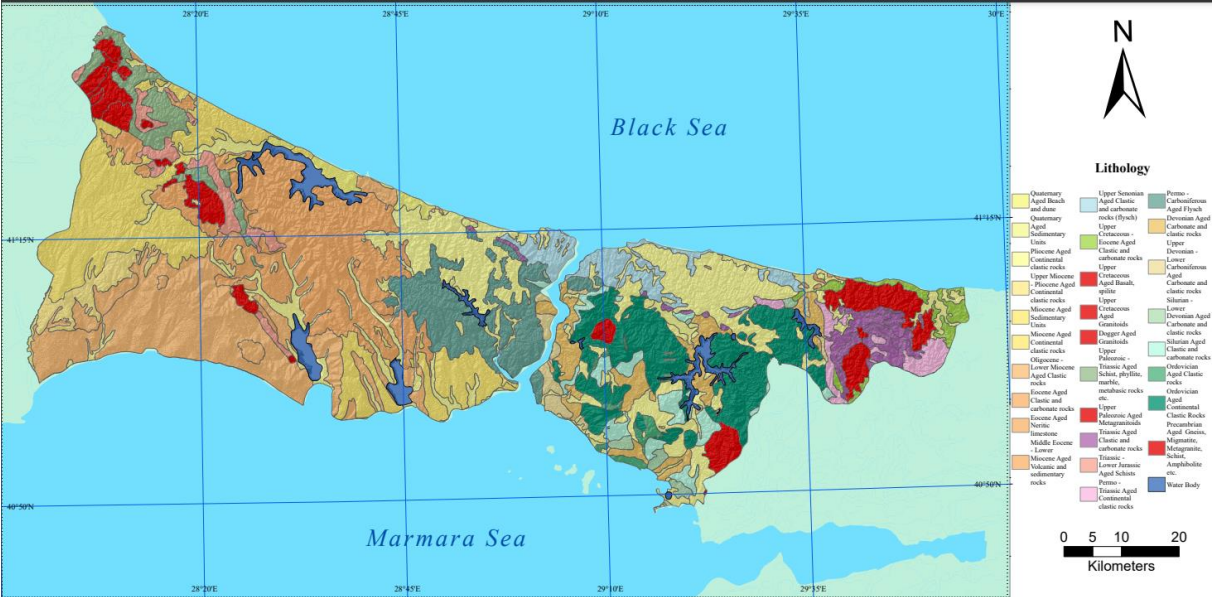 28°20'E
28°45'E
29°10'E
29°35'E
30°E
N
Black Sea
Lithology
Quaternary
Aged Beach
and dune
Quaternary
Aged
Sedimentary
Units
Pliocene Aged
Continental
clastic rocks
Upper Miocene
- Pliocene Aged
Continental
clastic rocks
Miocene Aged
Sedimentary
Units
Miocene Aged
Continental
clastic rocks
Oligocene -
Lower Miocene
Aged Clastic
rocks
Eocene Aged
Clastic and
carbonate rocks
Eocene Aged
Neritic
limestone
Middle Eocene
- Lower
Miocene Aged
Volcanic and
sedimentary
rocks
Upper Senonian
Aged Clastic
and carbonate
rocks (flysch)
Upper
Cretaceous -
Eocene Aged
Clastic and
carbonate rocks
Upper
Cretaceous
Aged Basalt,
spilite
Upper
Cretaceous
Aged
Granitoids
Dogger Aged
Granitoids
Upper
Paleozoic -
Triassic Aged
Schist, phyllite,
marble,
metabasic rocks
etc.
Upper
Paleozoic Aged
Metagranitoids
Triassic Aged
Clastic and
carbonate rocks
Triassic -
Lower Jurassic
Aged Schists
Permo -
Triassic Aged
Continental
clastic rocks
Permo -
Carboniferous
Aged Flysch
Devonian Aged
Carbonate and
clastic rocks
Upper
Devonian -
Lower
Carboniferous
Aged
Carbonate and
clastic rocks
Silurian -
Lower
Devonian Aged
Carbonate and
clastic rocks
Silurian Aged
Clastic and
carbonate rocks
Ordovician
Aged Clastic
rocks
Ordovician
Aged
Continental
Clastic Rocks
Precambrian
Aged Gneiss,
Migmatite,
Metagranite,
Schist,
Amphibolite
etc.
Water Body
41°15'N
41°15'N
40°50'N
40°50'N
Marmara Sea
0 5 10 20
Kilometers
28°20'E
28°45'E
29°10'E
29°35'E